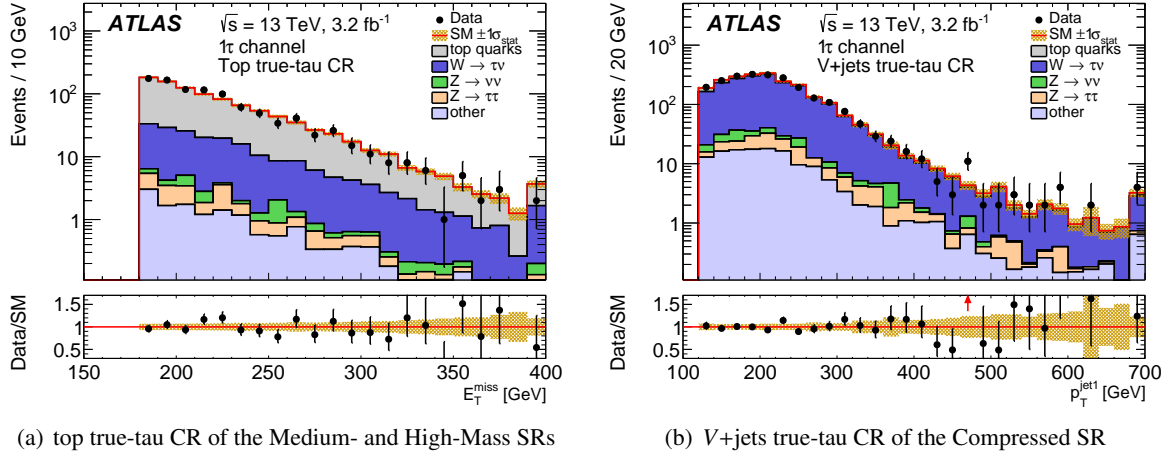 ATLAS
√s = 13 TeV, 3.2 fb⁻¹
1π channel
Top true-tau CR
Data
SM ±1σstat
top quarks
W → τν
Z → νν
Z → ττ
other
Events / 10 GeV
10³
10²
10
1
Data/SM
1.5
1
0.5
150 200 250 300 350 400
E_T^miss [GeV]
(a) top true-tau CR of the Medium- and High-Mass SRs
ATLAS
√s = 13 TeV, 3.2 fb⁻¹
1π channel
V+jets true-tau CR
Data
SM ±1σstat
top quarks
W → τν
Z → νν
Z → ττ
other
Events / 20 GeV
10³
10²
10
1
Data/SM
1.5
1
0.5
100 200 300 400 500 600 700
p_T^jet1 [GeV]
(b) V+jets true-tau CR of the Compressed SR